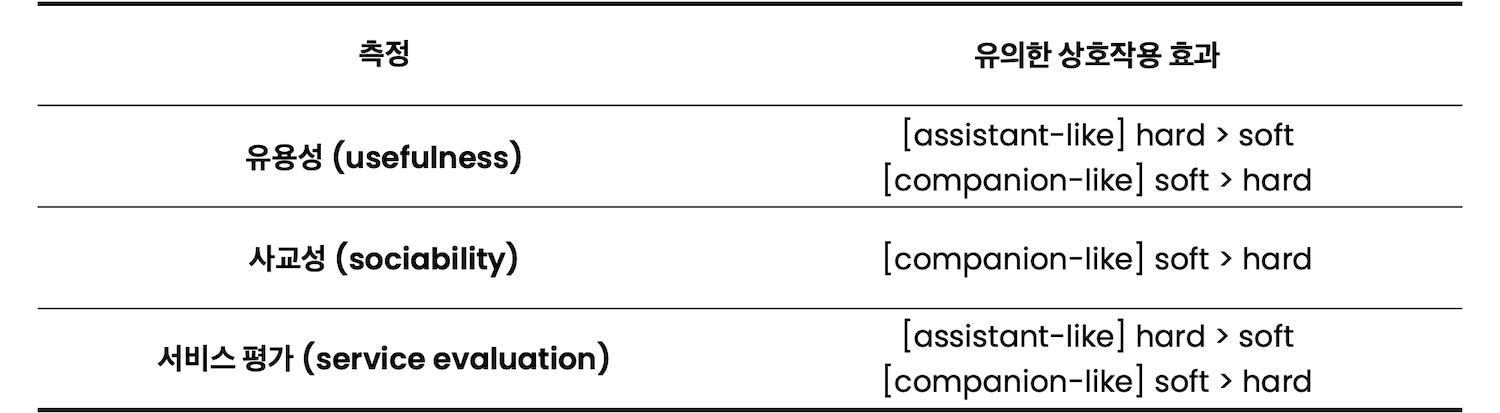 측정
유의한 상호작용 효과
유용성 (usefulness)
[assistant-like] hard > soft
[companion-like] soft > hard
사교성 (sociability)
[companion-like] soft > hard
서비스 평가 (service evaluation)
[assistant-like] hard > soft
[companion-like] soft > hard